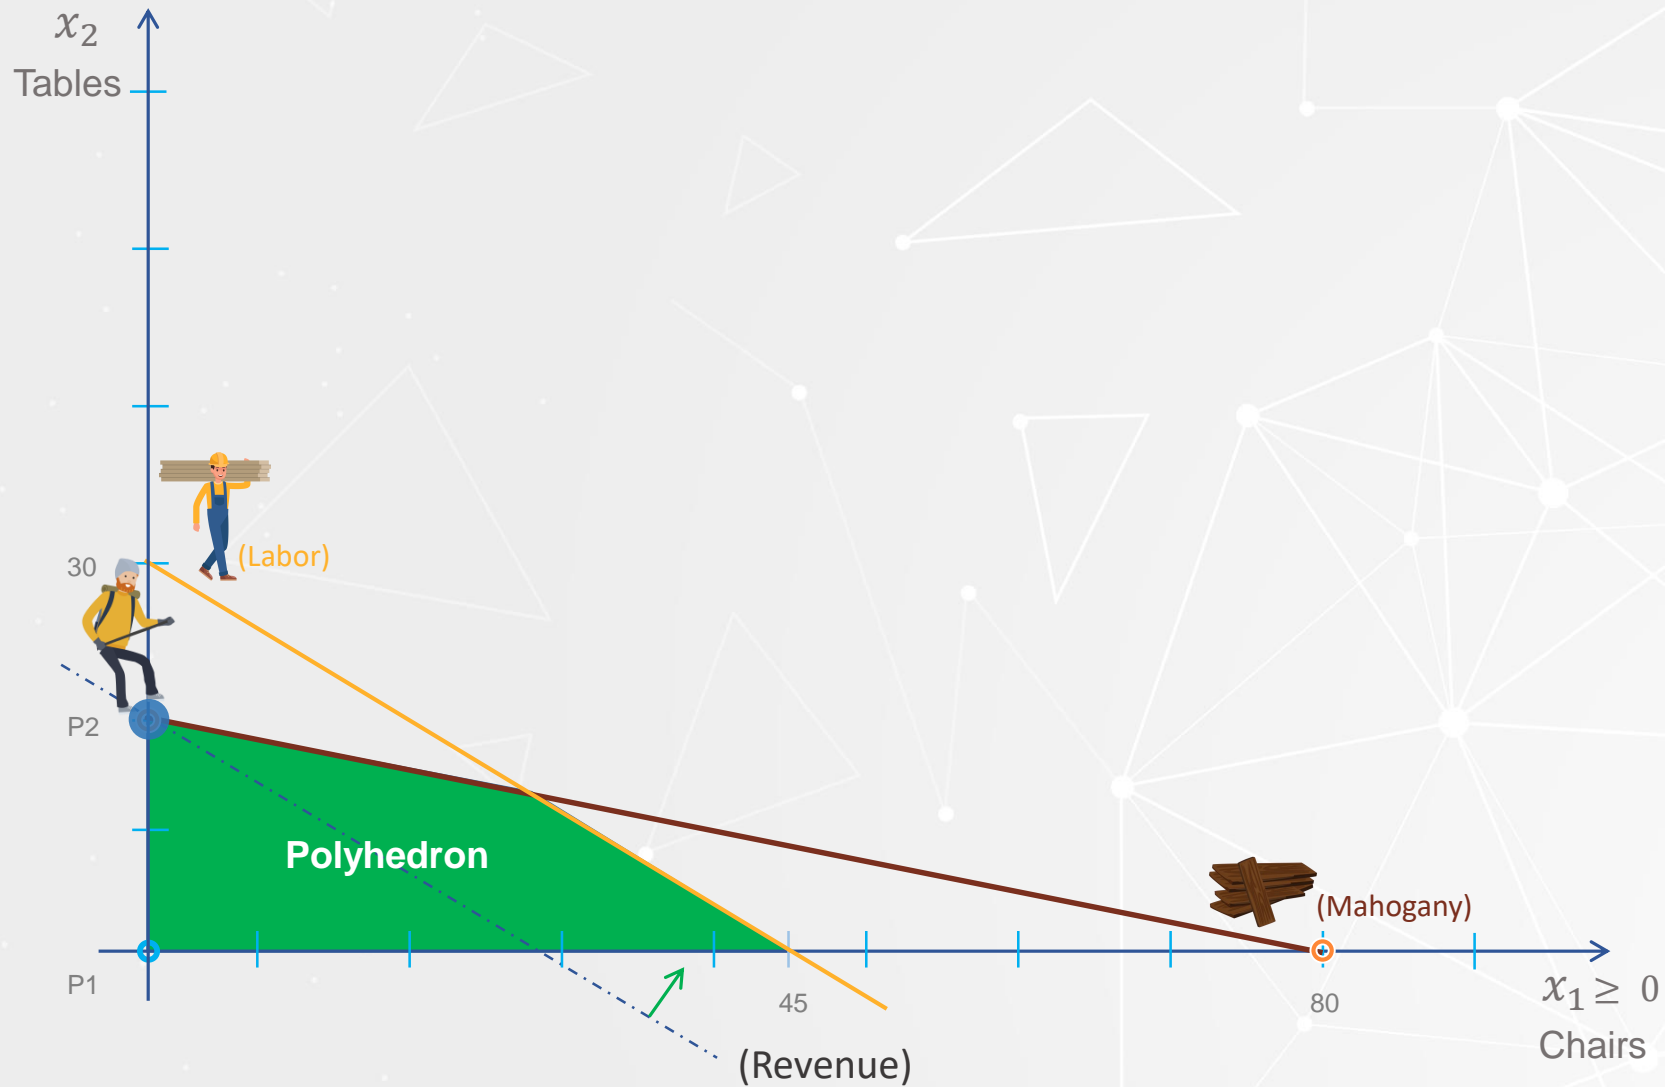 x₂
Tables
30
(Labor)
P2
Polyhedron
(Mahogany)
P1
45
80
x₁ ≥ 0
Chairs
(Revenue)